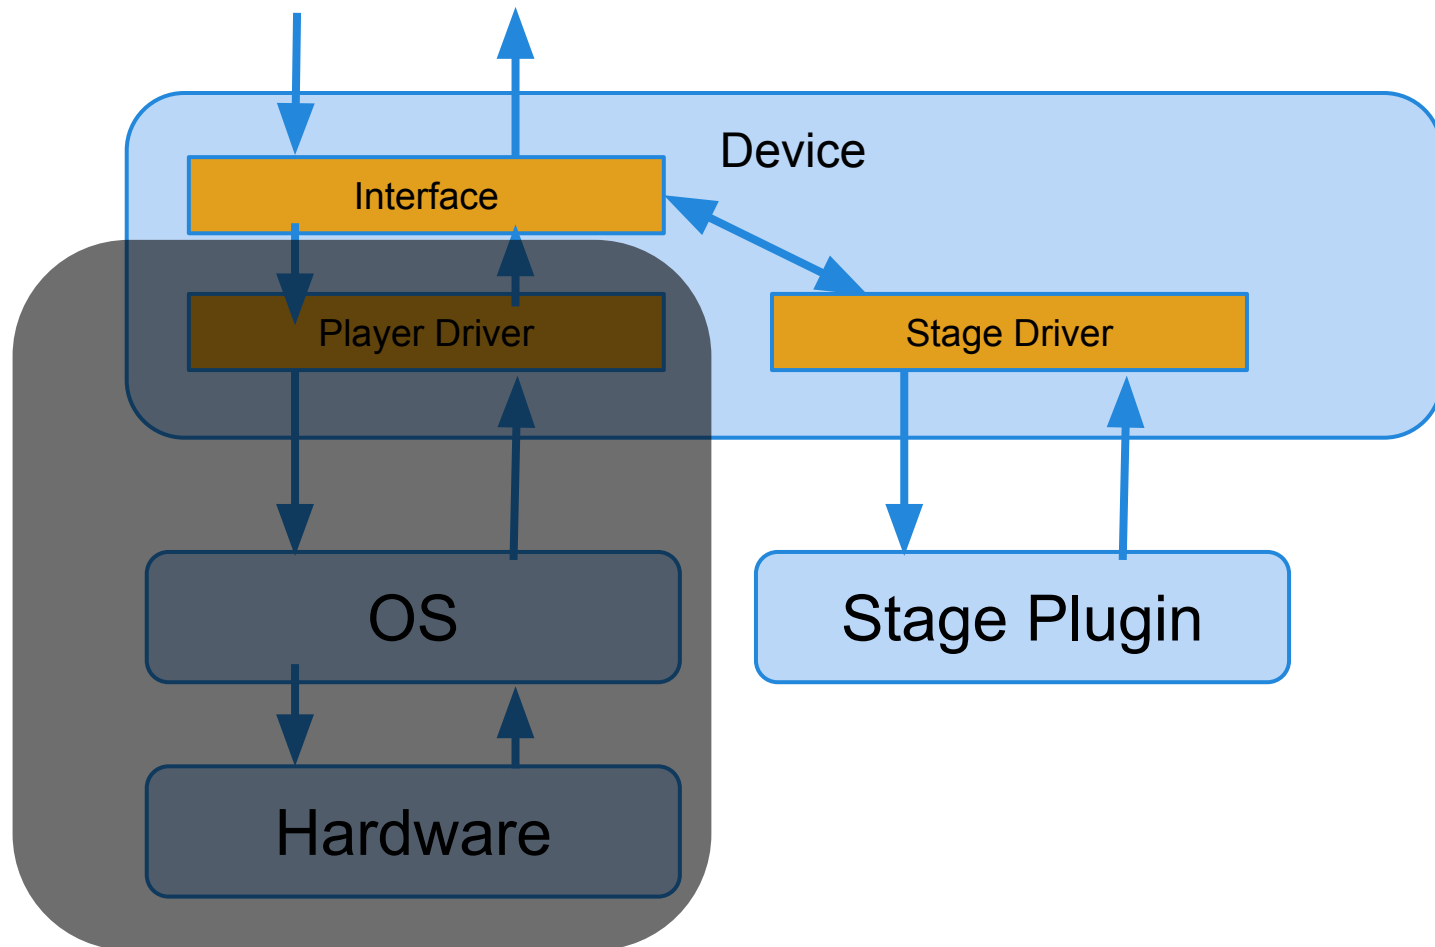 Device
Interface
Player Driver
Stage Driver
OS
Stage Plugin
Hardware